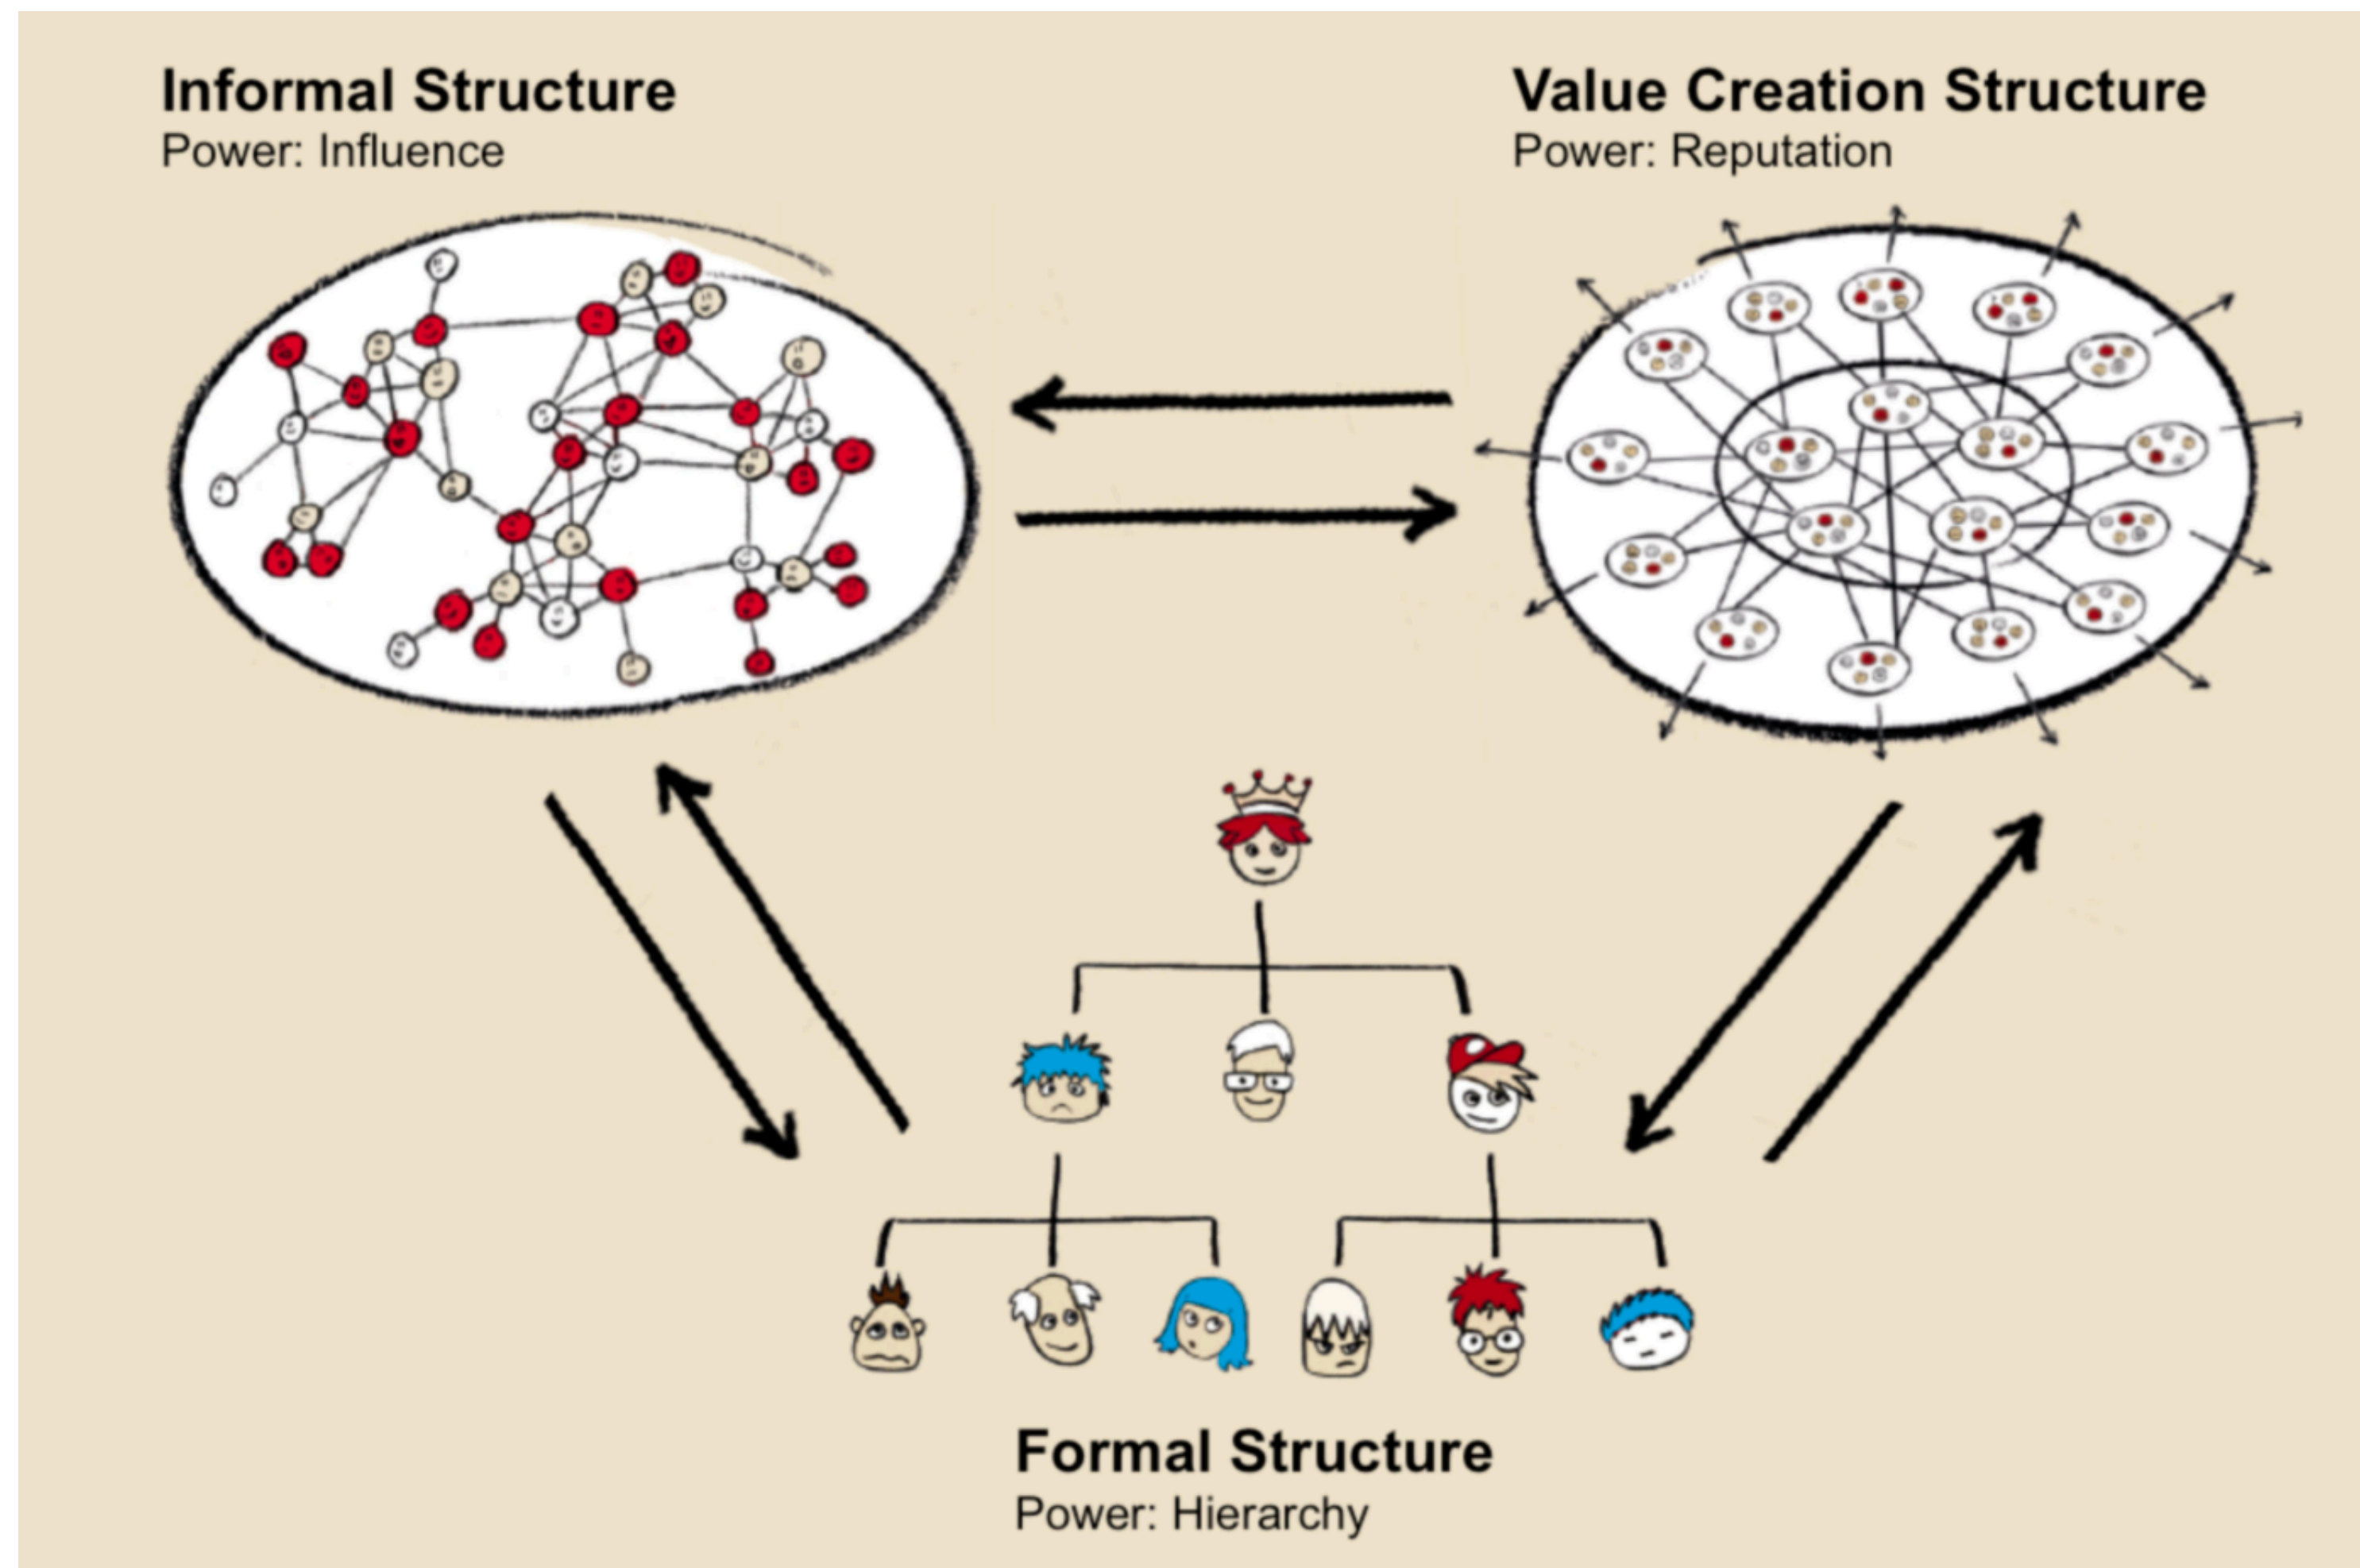 Informal Structure
Power: Influence
Value Creation Structure
Power: Reputation
Formal Structure
Power: Hierarchy